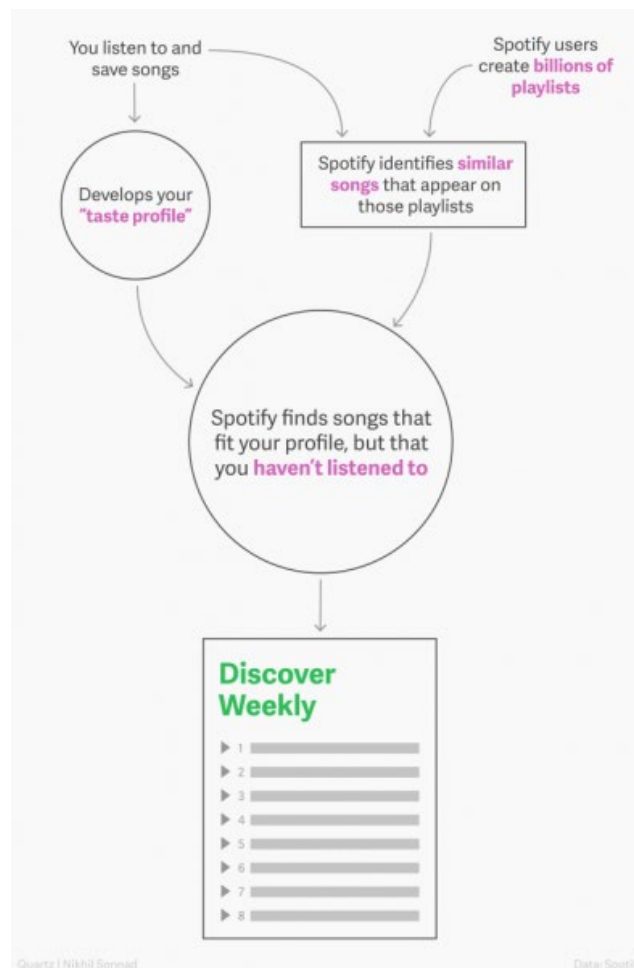 You listen to and
save songs
Spotify users
create billions of
playlists
Develops your
"taste profile"
Spotify identifies similar
songs that appear on
those playlists
Spotify finds songs that
fit your profile, but that
you haven't listened to
Discover
Weekly
1
2
3
4
5
6
7
8
Quartz | Nikhil Sonnad
Data: Spoti